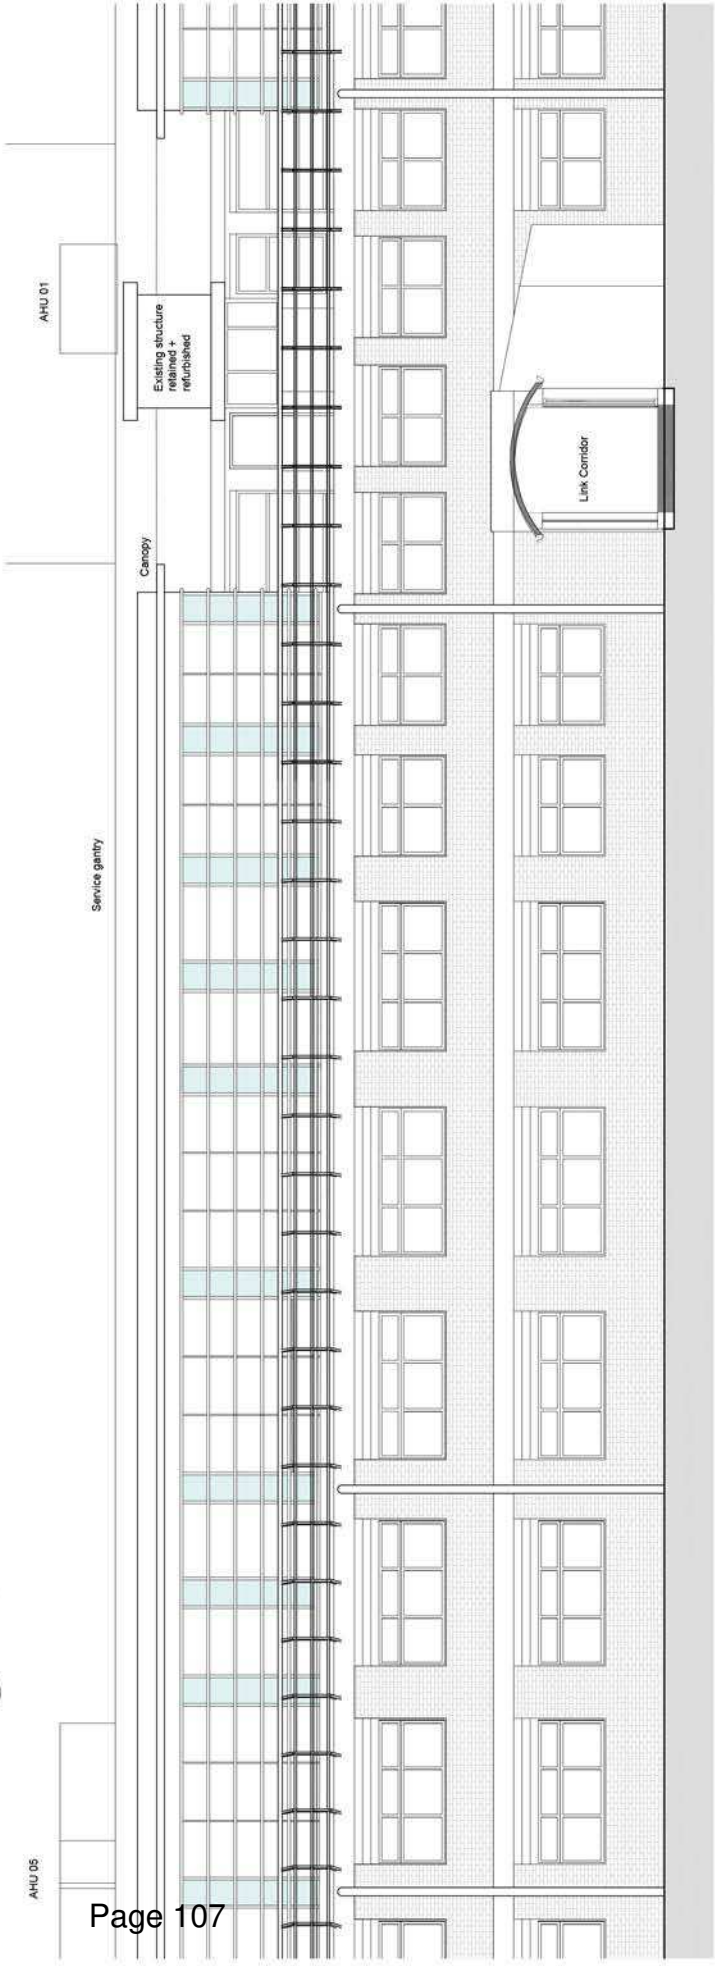 AHU 05
Service gantry
Canopy
AHU 01
Existing structure
retained +
refurbished
Link Corridor
Page 107